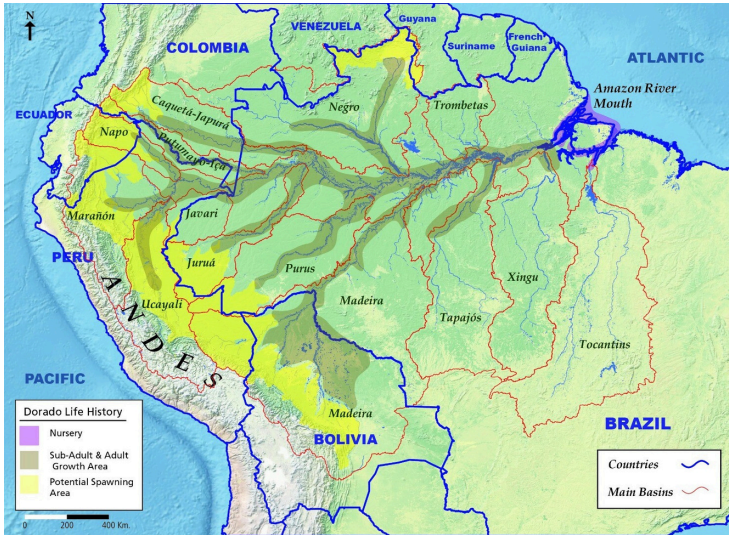 N
COLOMBIA
VENEZUELA
Guyana
Suriname
French
Guiana
ATLANTIC
Amazon River
Mouth
ECUADOR
Caquetá-Japurá
Negro
Trombetas
Napo
Putumayo-Iça
Marañón
Javari
PERU
Juruá
Purus
Xingu
Ucayali
Madeira
Tapajós
Tocantins
ANDES
PACIFIC
Madeira
BOLIVIA
BRAZIL
Dorado Life History
Nursery
Sub-Adult & Adult
Growth Area
Potential Spawning
Area
0 200 400 Km.
Countries
Main Basins